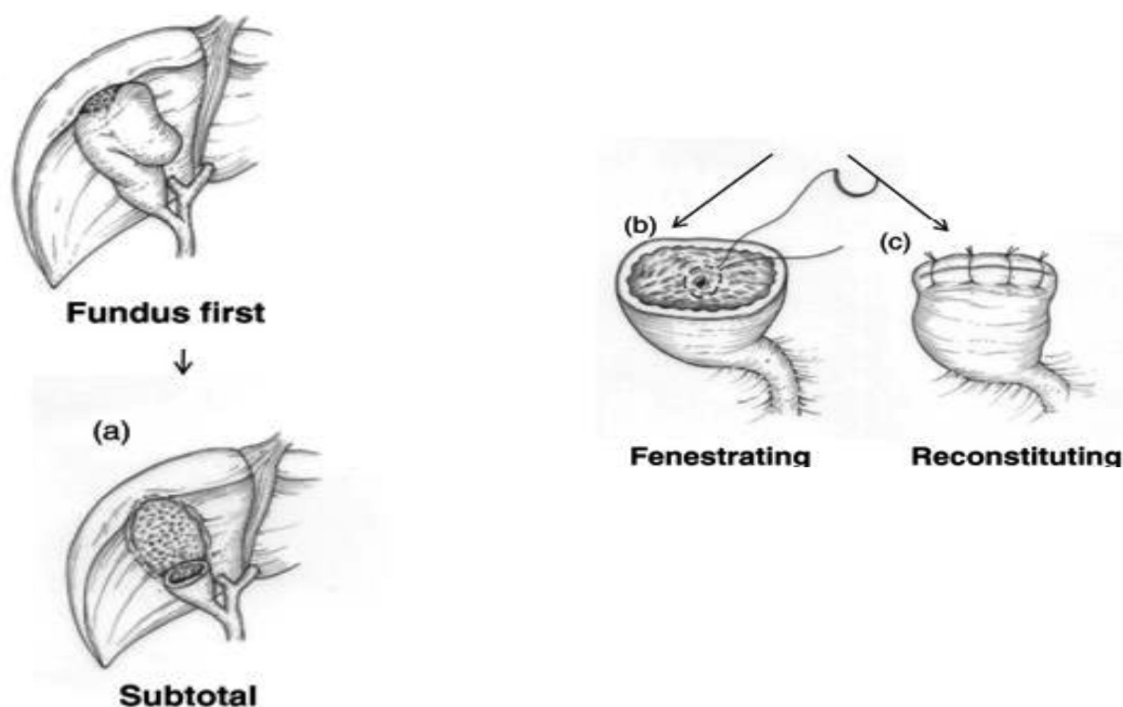 Fundus first
(a)
Subtotal
(b)
Fenestrating
(c)
Reconstituting